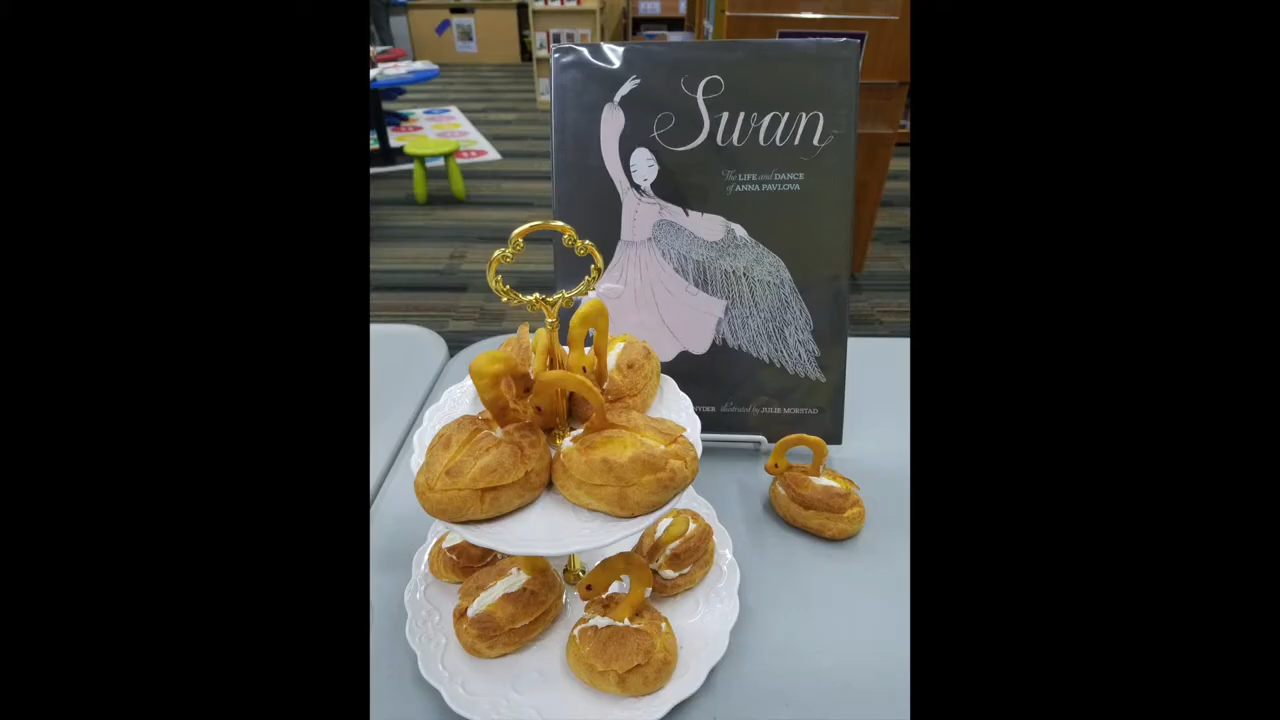 Swan
The LIFE and DANCE
of ANNA PAVLOVA
illustrated by JULIE MORSTAD